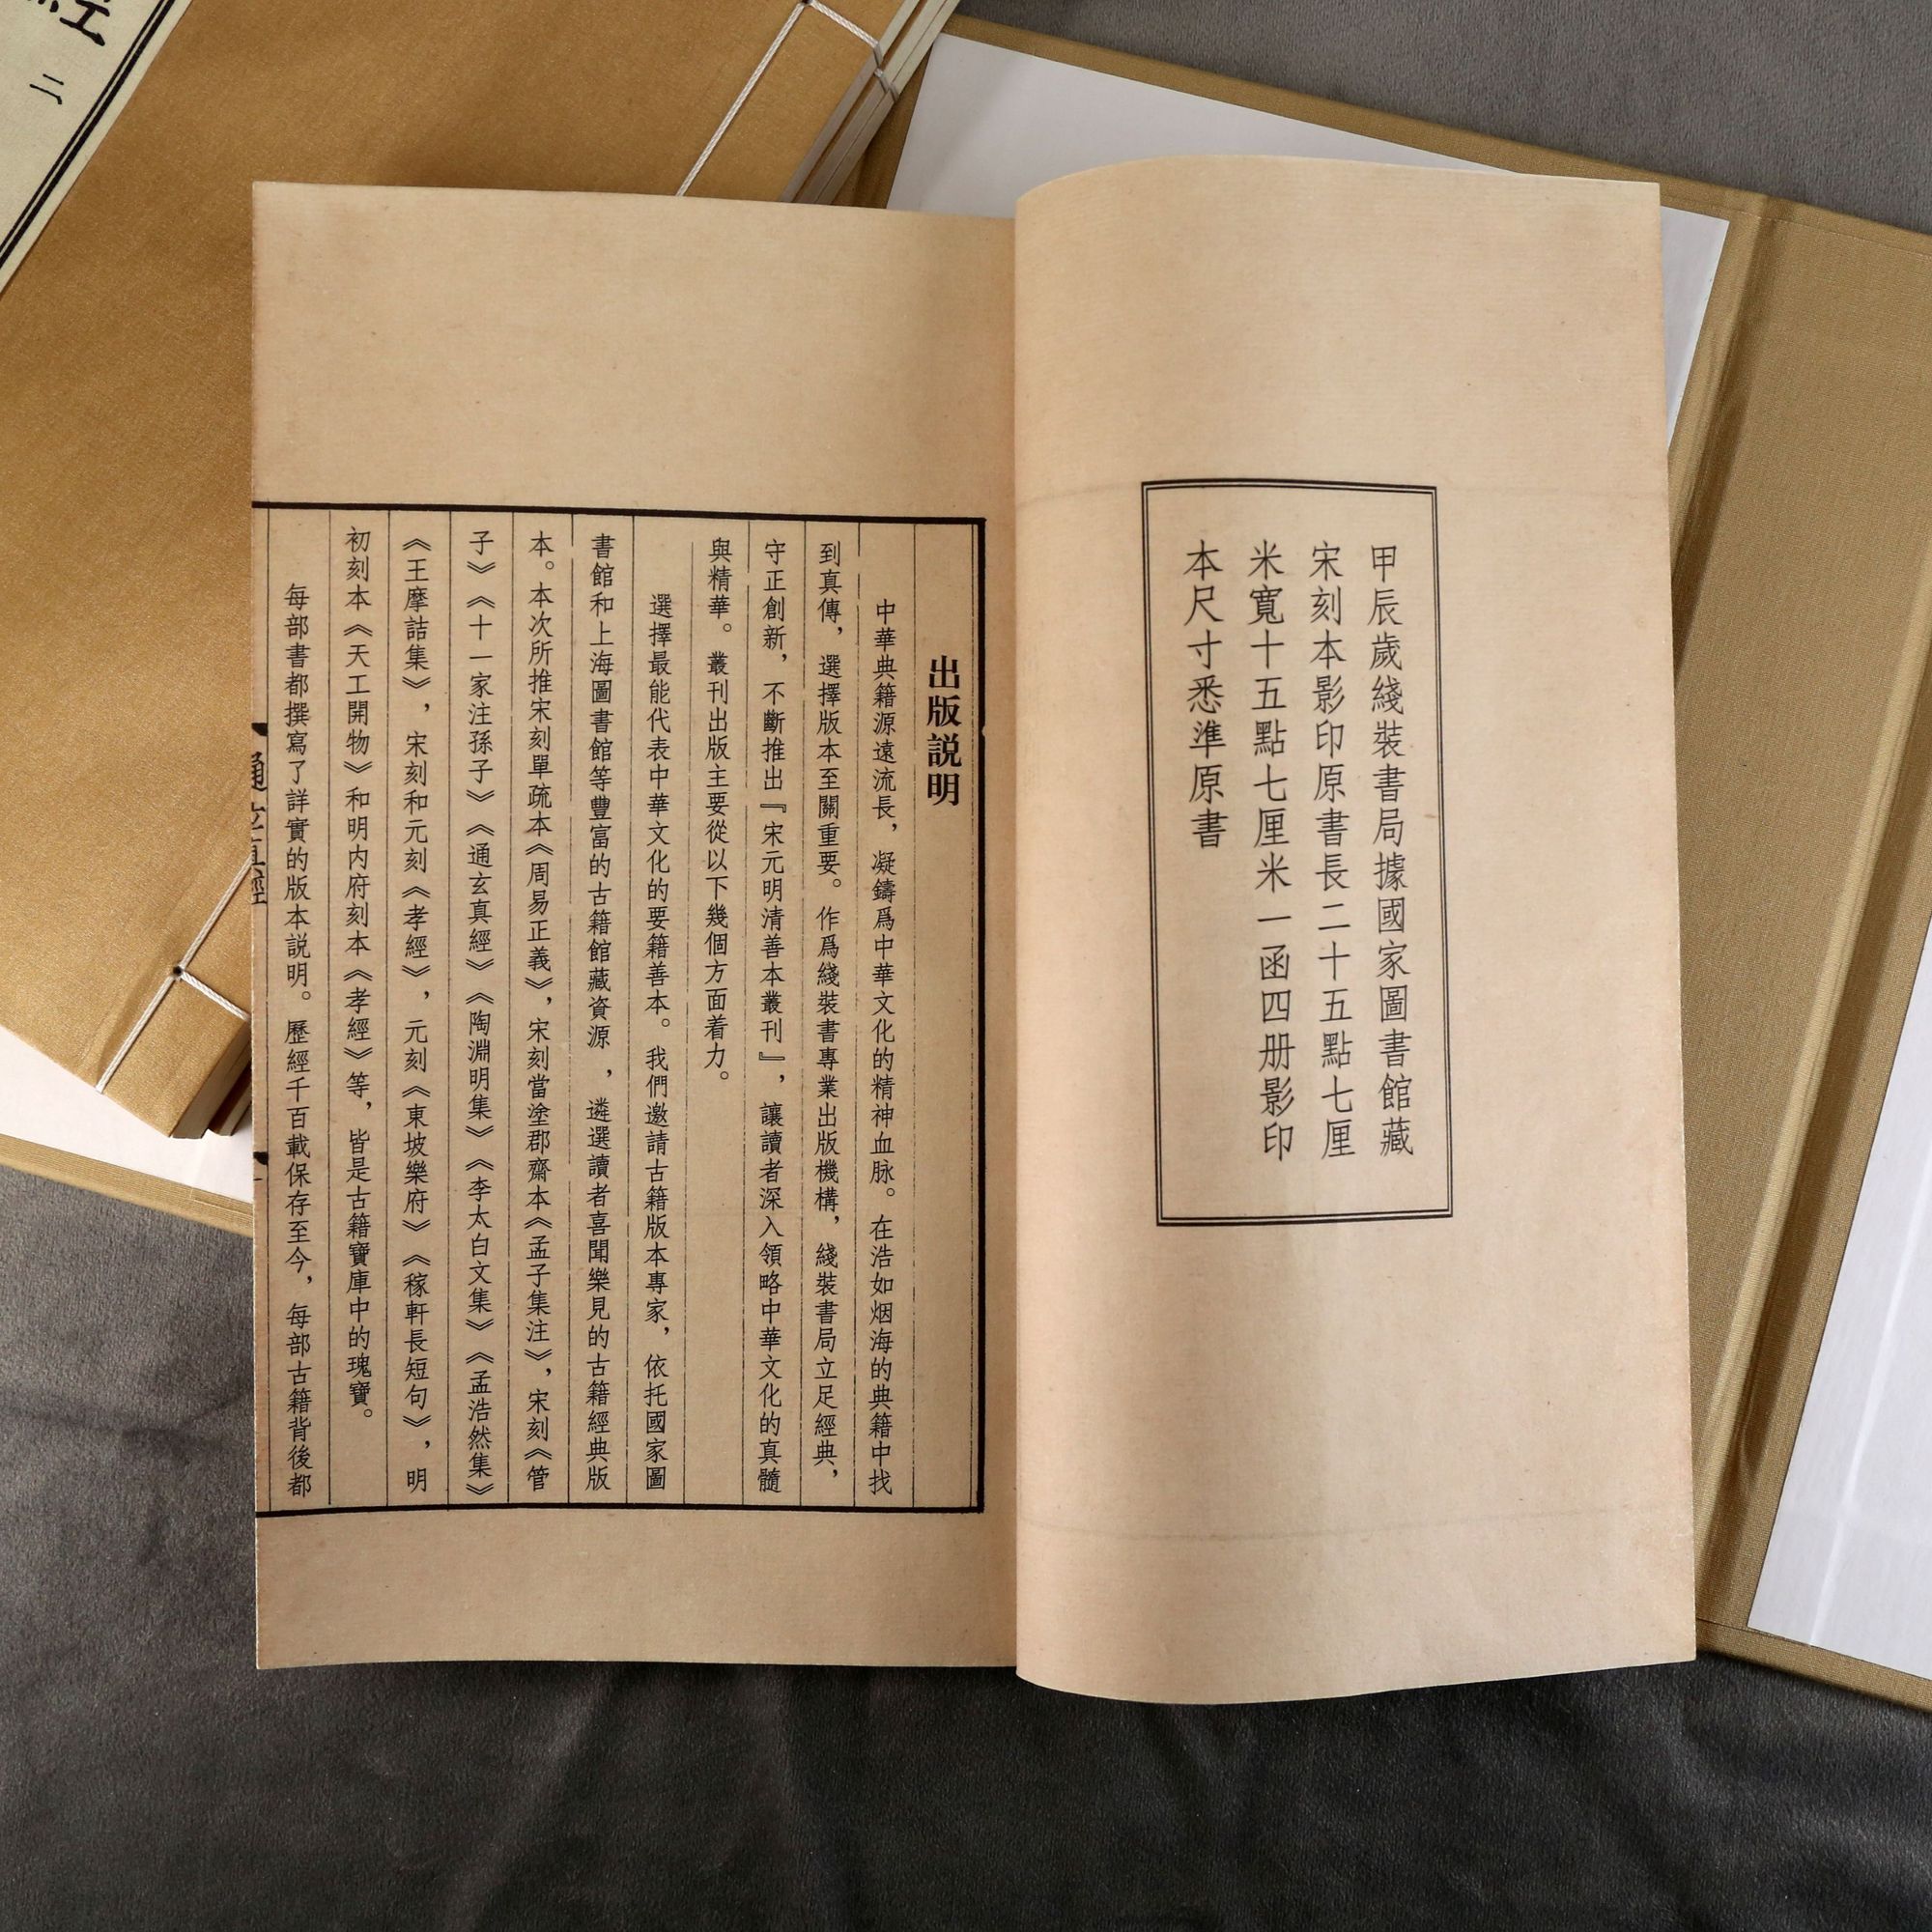 甲辰歲綫裝書局據國家圖書館藏
宋刻本影印原書長二十五點七厘
米寬十五點七厘米一函四册影印
本尺寸悉準原書
出版説明
中華典籍源遠流長，凝鑄爲中華文化的精神血脉。在浩如烟海的典籍中找
到真傳，選擇版本至關重要。作爲綫裝書專業出版機構，綫裝書局立足經典，
守正創新，不斷推出『宋元明清善本叢刊』，讓讀者深入領略中華文化的真髓
與精華。叢刊出版主要從以下幾個方面着力。
選擇最能代表中華文化的要籍善本。我們邀請古籍版本專家，依托國家圖
書館和上海圖書館等豐富的古籍館藏資源，遴選讀者喜聞樂見的古籍經典版
本。本次所推宋刻單疏本《周易正義》，宋刻當塗郡齋本《孟子集注》，宋刻《管
子》《十一家注孫子》《通玄真經》《陶淵明集》《李太白文集》《孟浩然集》
《王摩詰集》，宋刻和元刻《孝經》，元刻《東坡樂府》《稼軒長短句》，明
初刻本《天工開物》和明内府刻本《孝經》等，皆是古籍寶庫中的瑰寶。
每部書都撰寫了詳實的版本説明。歷經千百載保存至今，每部古籍背後都
經
二